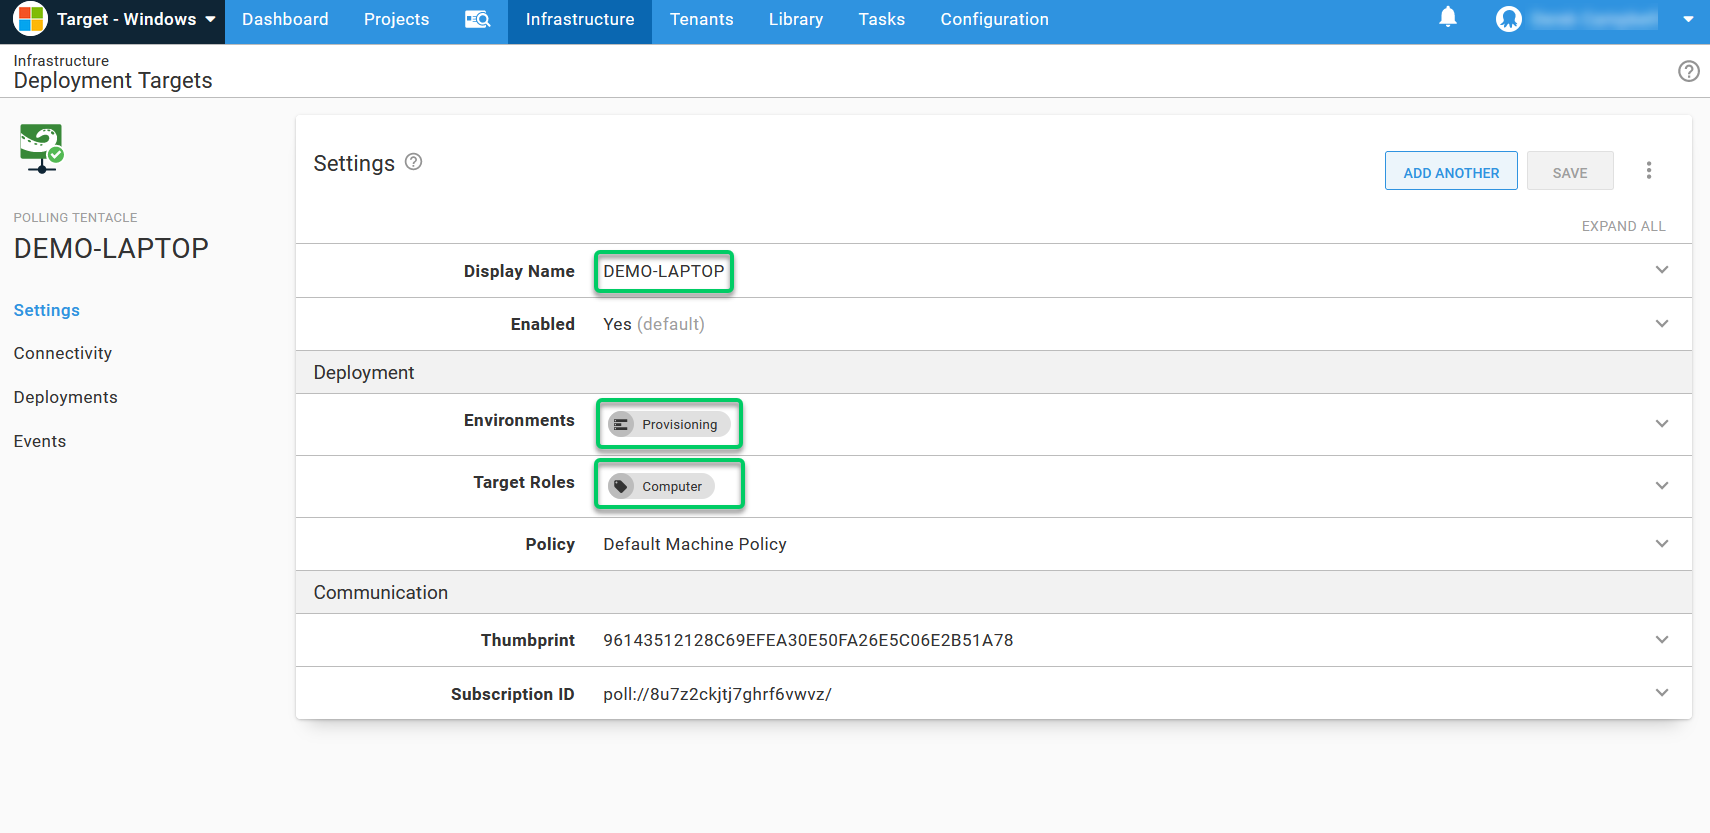 Target - Windows Dashboard Projects Infrastructure Tenants Library Tasks Configuration
Infrastructure
Deployment Targets
POLLING TENTACLE
DEMO-LAPTOP
Settings
Connectivity
Deployments
Events
Settings
ADD ANOTHER SAVE
EXPAND ALL
Display Name DEMO-LAPTOP
Enabled Yes (default)
Deployment
Environments Provisioning
Target Roles Computer
Policy Default Machine Policy
Communication
Thumbprint 96143512128C69EFEA30E50FA26E5C06E2B51A78
Subscription ID poll://8u7z2ckjtj7ghrf6vwvz/